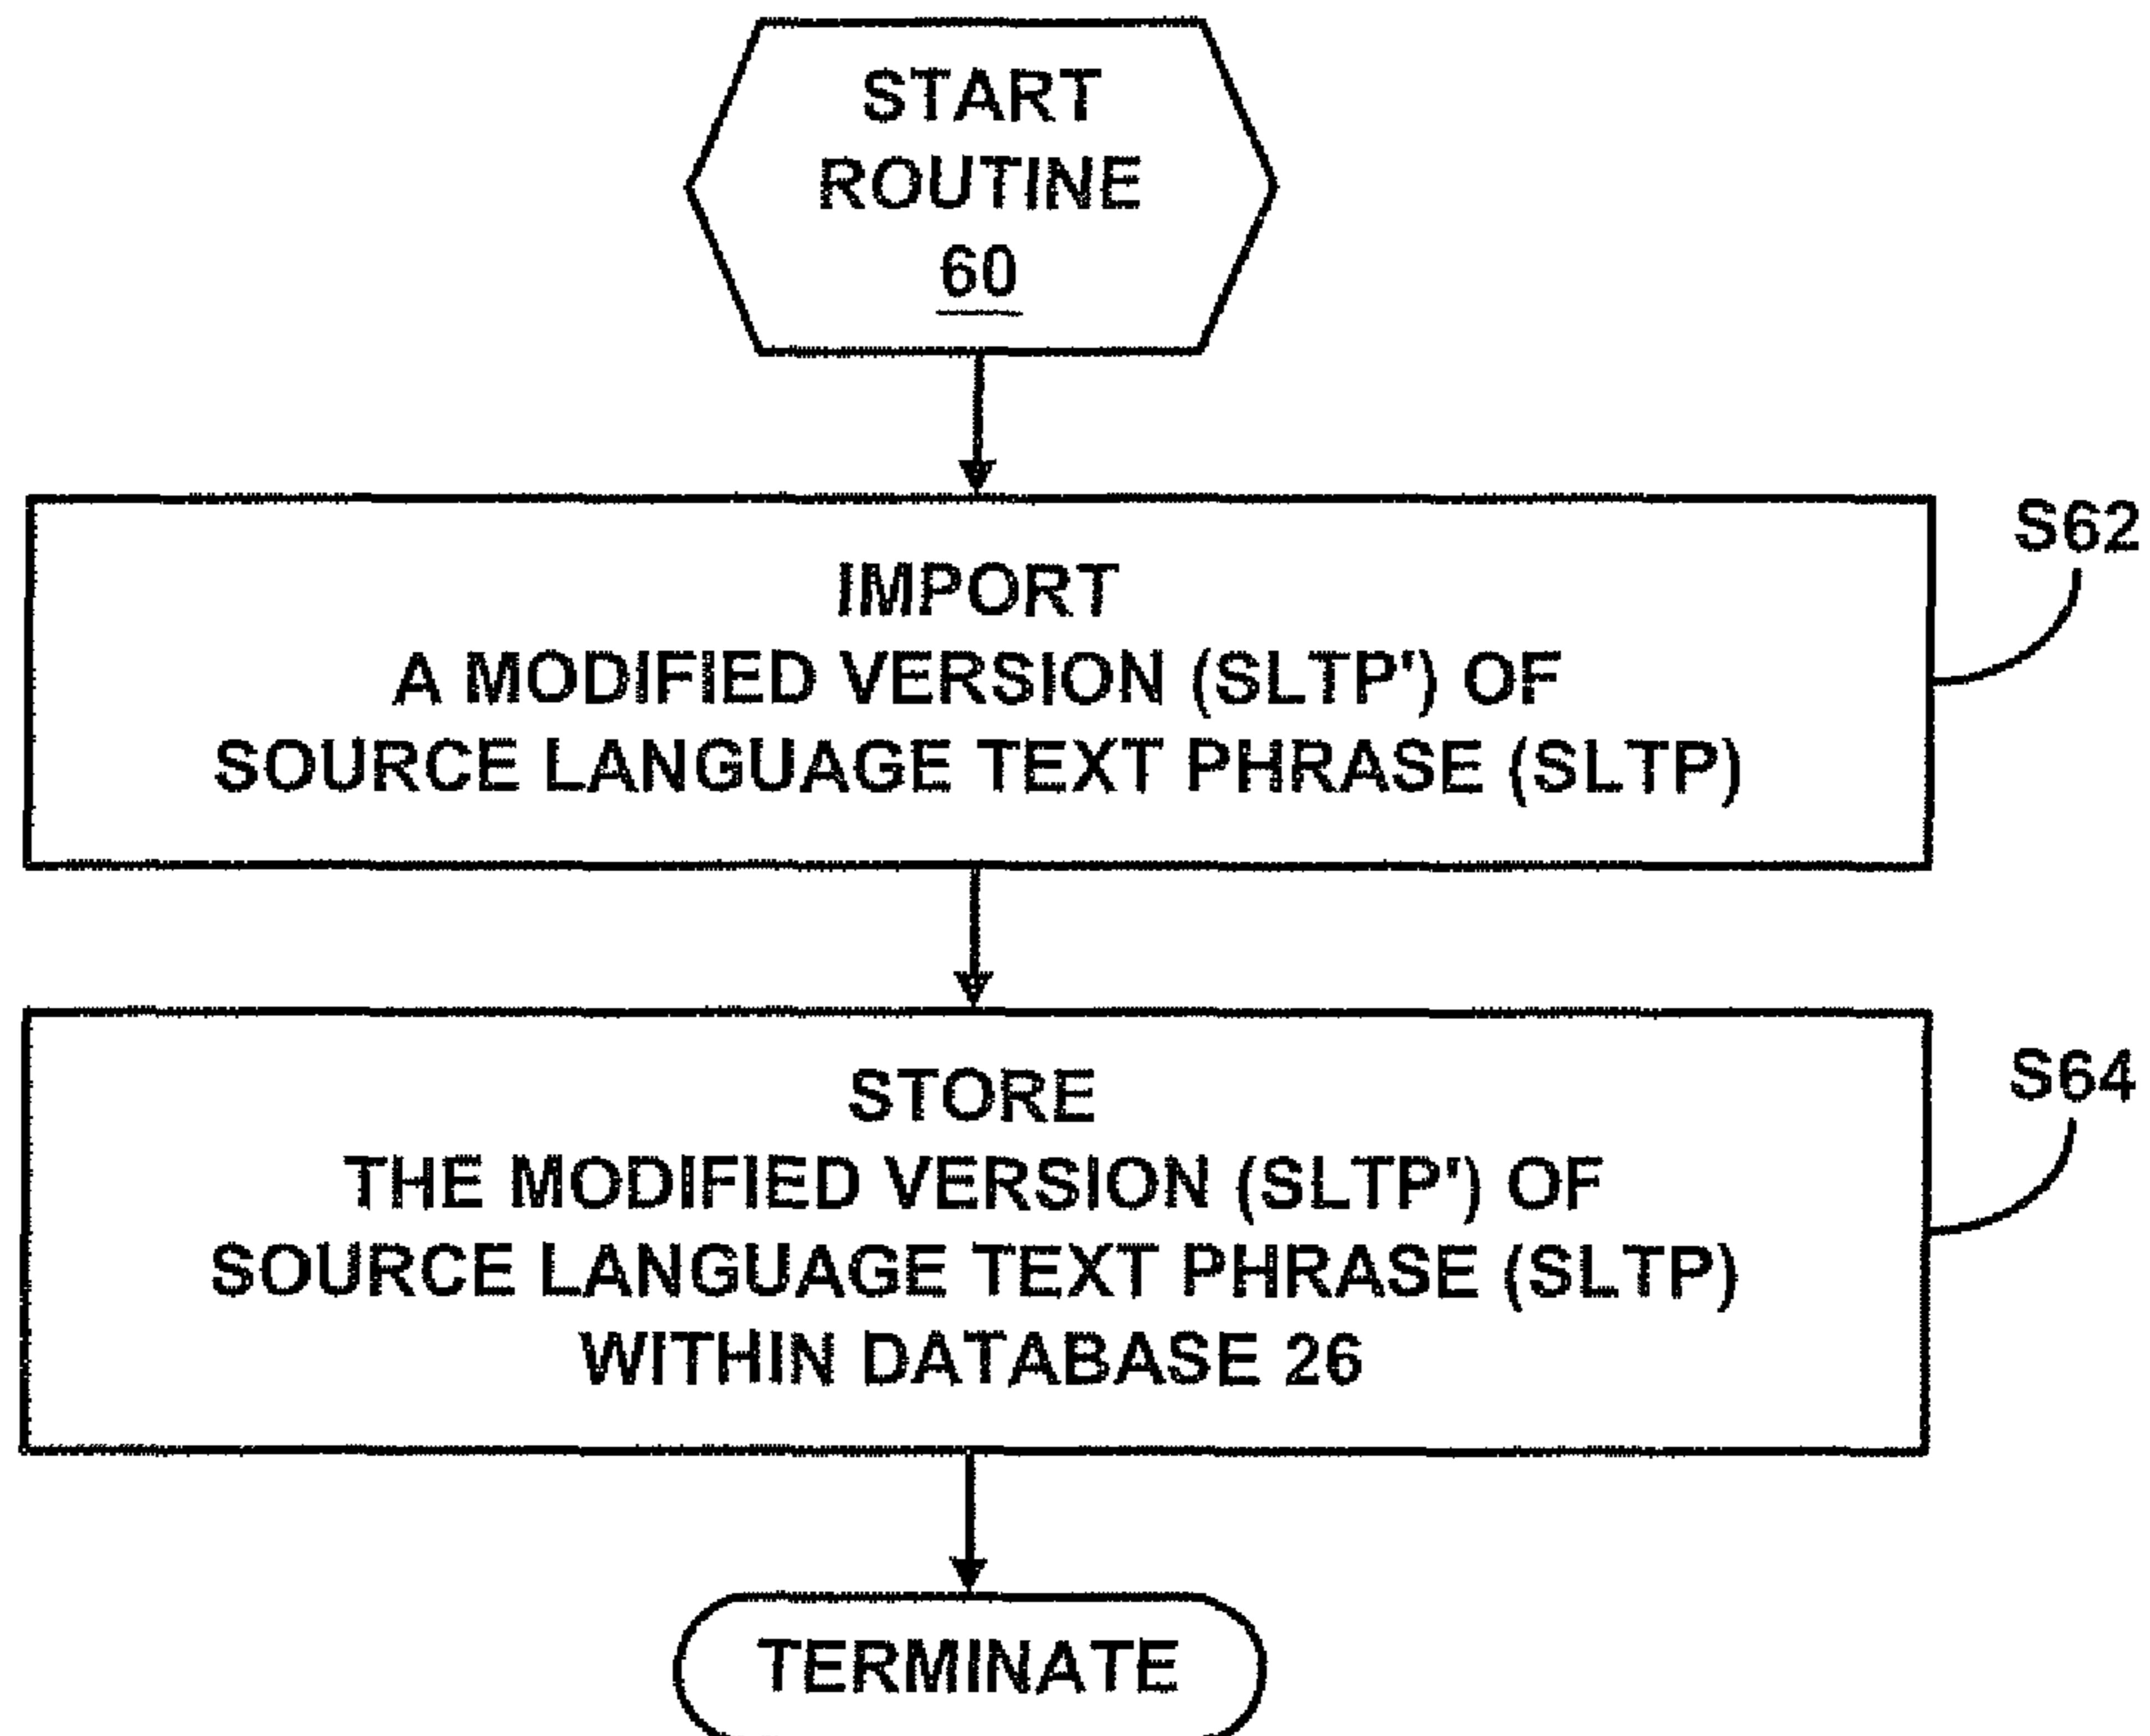 START
ROUTINE
60
S62
IMPORT
A MODIFIED VERSION (SLTP') OF
SOURCE LANGUAGE TEXT PHRASE (SLTP)
S64
STORE
THE MODIFIED VERSION (SLTP') OF
SOURCE LANGUAGE TEXT PHRASE (SLTP)
WITHIN DATABASE 26
TERMINATE